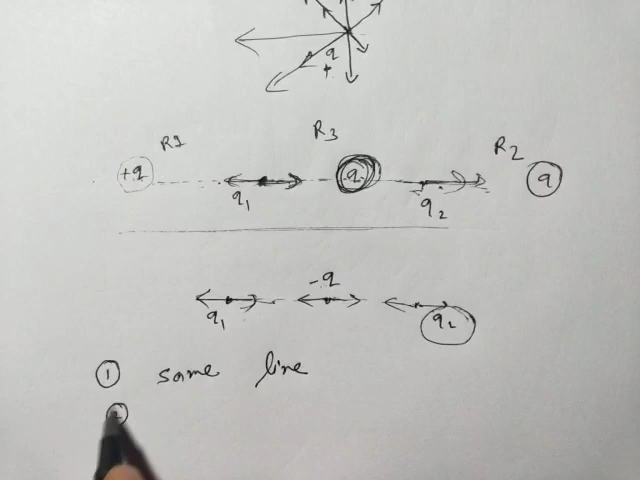 q
+
R1 R3 R2
+q -q q
q1 q2
-q
q1 q2
1 same line
2